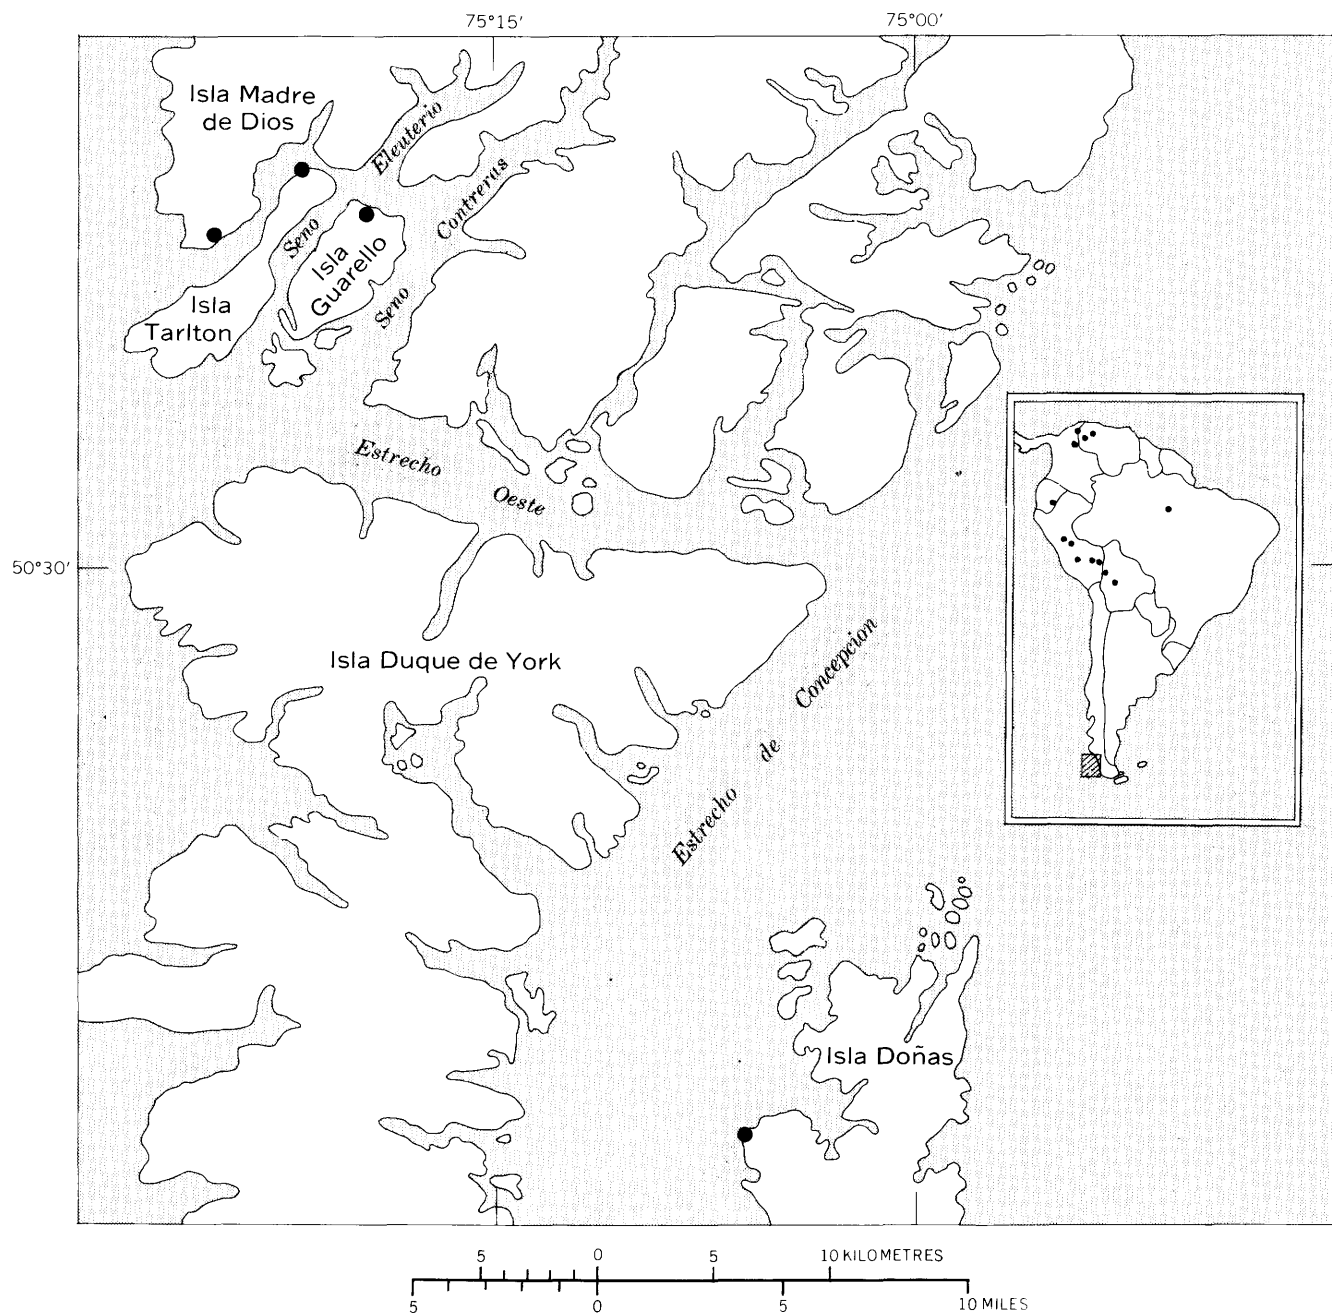 75°15'
75°00'
Isla Madre
de Dios
Eleuterio
Contreras
Seno
Isla
Guarello
Seno
Isla
Tarlton
Estrecho
Oeste
50°30'
Isla Duque de York
Concepcion
de
Estrecho
Isla Doñas
5 0 5 10 KILOMETRES
5 0 5 10 MILES